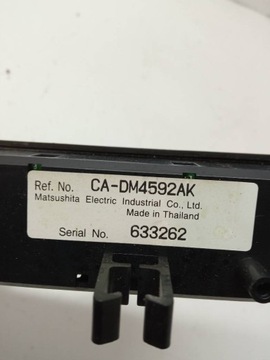 Ref. No. CA-DM4592AK
Matsushita Electric Industrial Co., Ltd.
Made in Thailand
Serial No. 633262